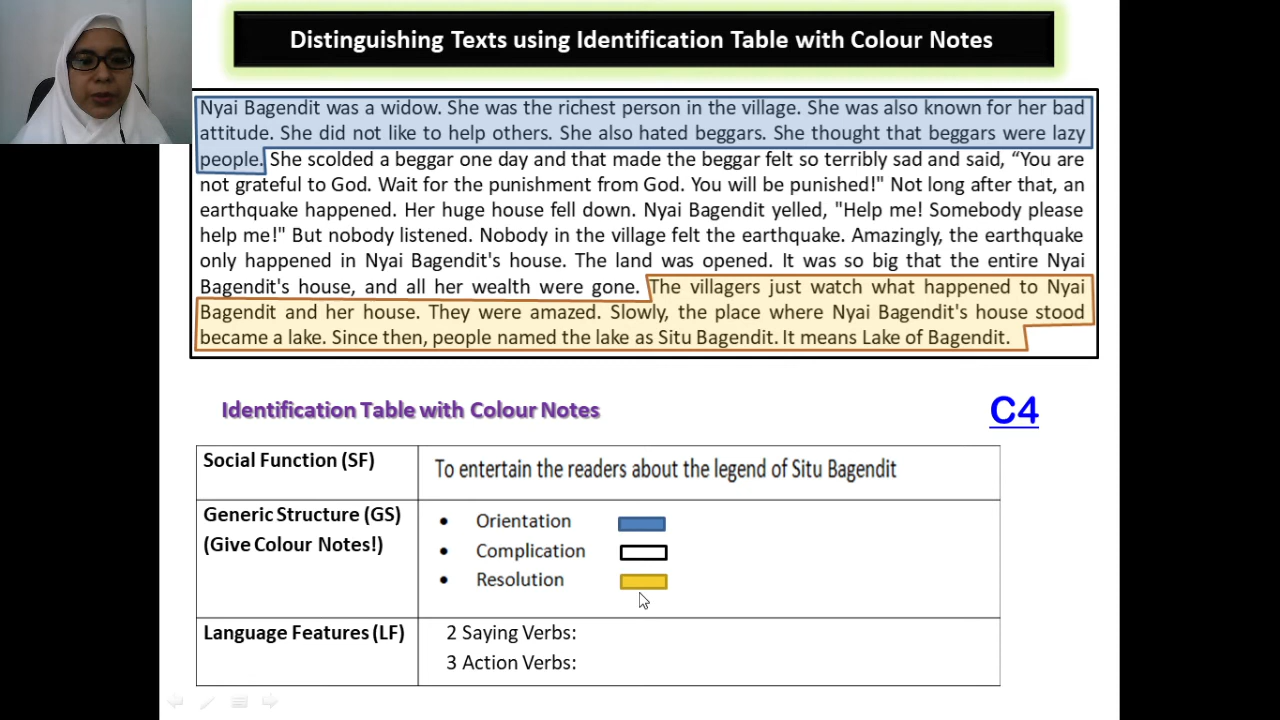 Distinguishing Texts using Identification Table with Colour Notes
Nyai Bagendit was a widow. She was the richest person in the village. She was also known for her bad
attitude. She did not like to help others. She also hated beggars. She thought that beggars were lazy
people. She scolded a beggar one day and that made the beggar felt so terribly sad and said, “You are
not grateful to God. Wait for the punishment from God. You will be punished!" Not long after that, an
earthquake happened. Her huge house fell down. Nyai Bagendit yelled, "Help me! Somebody please
help me!" But nobody listened. Nobody in the village felt the earthquake. Amazingly, the earthquake
only happened in Nyai Bagendit's house. The land was opened. It was so big that the entire Nyai
Bagendit's house, and all her wealth were gone. The villagers just watch what happened to Nyai
Bagendit and her house. They were amazed. Slowly, the place where Nyai Bagendit's house stood
became a lake. Since then, people named the lake as Situ Bagendit. It means Lake of Bagendit.
Identification Table with Colour Notes
C4
Social Function (SF)
To entertain the readers about the legend of Situ Bagendit
Generic Structure (GS)
(Give Colour Notes!)
• Orientation
• Complication
• Resolution
Language Features (LF)
2 Saying Verbs:
3 Action Verbs: